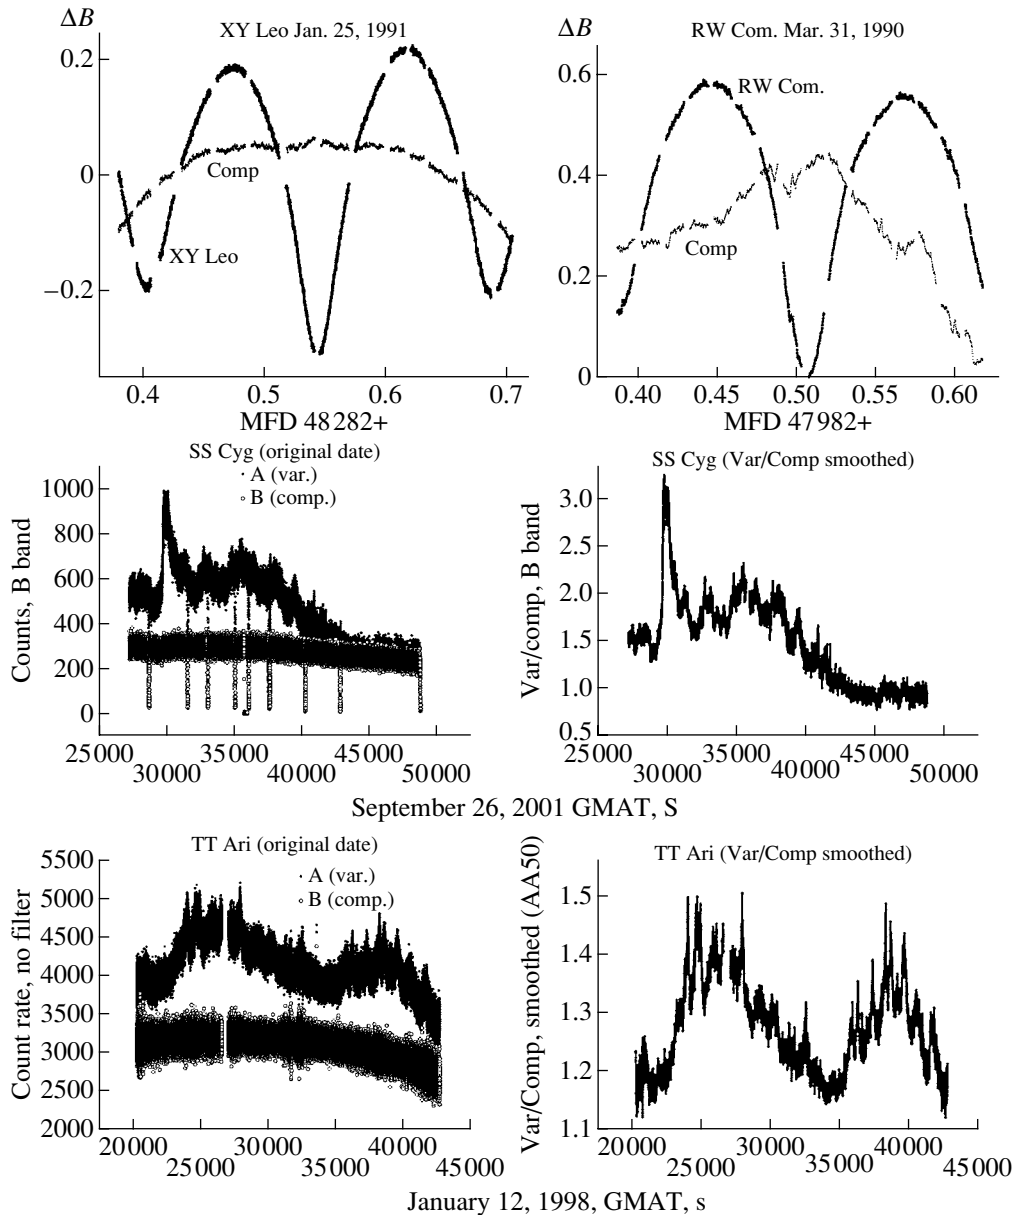 ΔB
XY Leo Jan. 25, 1991
0.2
0
−0.2
Comp
XY Leo
0.4 0.5 0.6 0.7
MFD 48282+
ΔB
RW Com. Mar. 31, 1990
0.6
0.4
0.2
0
RW Com.
Comp
0.40 0.45 0.50 0.55 0.60
MFD 47982+
SS Cyg (original date)
A (var.)
B (comp.)
Counts, B band
1000
800
600
400
200
0
25000 35000 45000
30000 40000 50000
SS Cyg (Var/Comp smoothed)
Var/comp, B band
3.0
2.5
2.0
1.5
1.0
0.5
25000 35000 45000
30000 40000 50000
September 26, 2001 GMAT, S
TT Ari (original date)
A (var.)
B (comp.)
Count rate, no filter
5500
5000
4500
4000
3500
3000
2500
2000
20000 30000 40000
25000 35000 45000
TT Ari (Var/Comp smoothed)
Var/Comp, smoothed (AA50)
1.5
1.4
1.3
1.2
1.1
20000 30000 40000
25000 35000 45000
January 12, 1998, GMAT, s